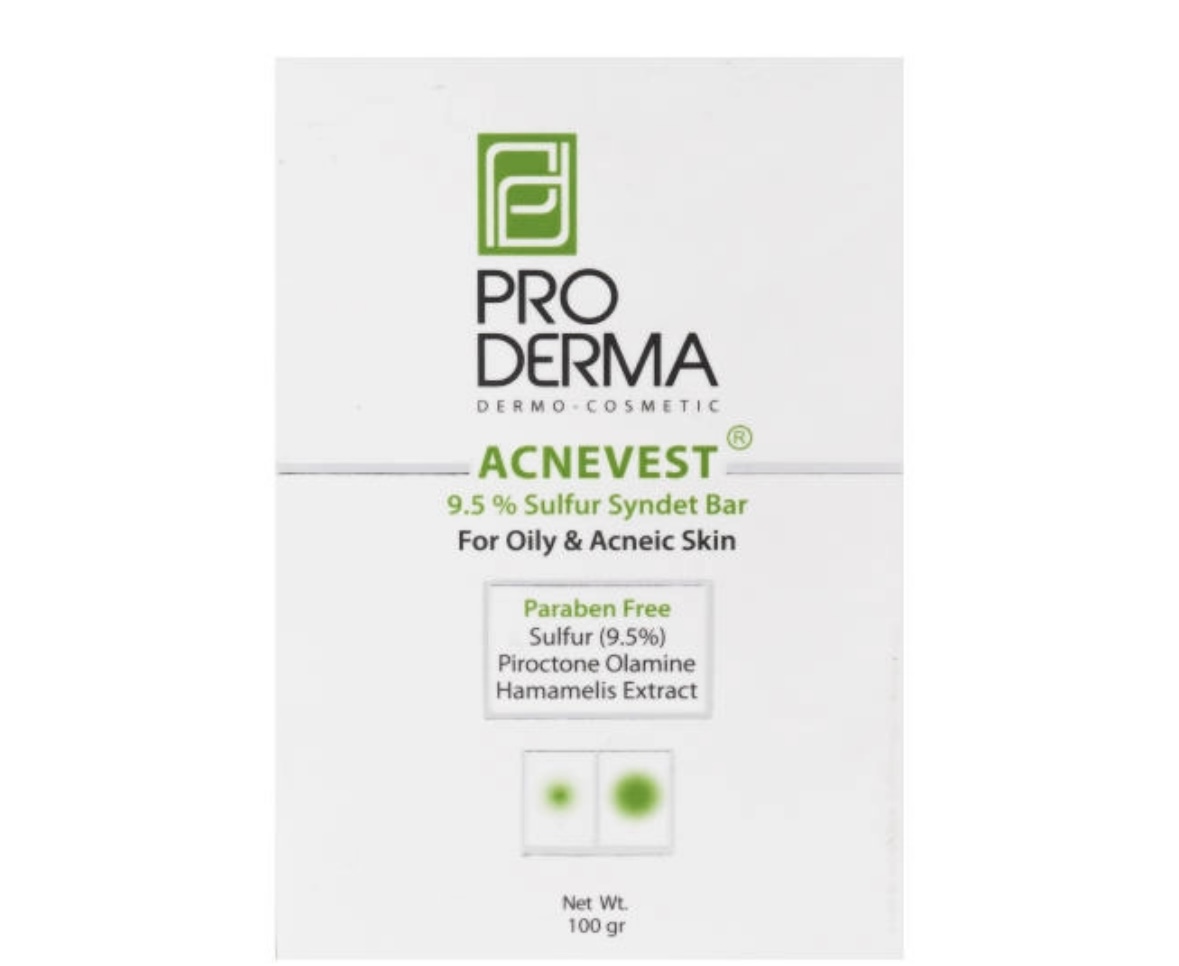 PRO
DERMA
DERMO-COSMETIC
ACNEVEST®
9.5 % Sulfur Syndet Bar
For Oily & Acneic Skin
Paraben Free
Sulfur (9.5%)
Piroctone Olamine
Hamamelis Extract
Net Wt.
100 gr